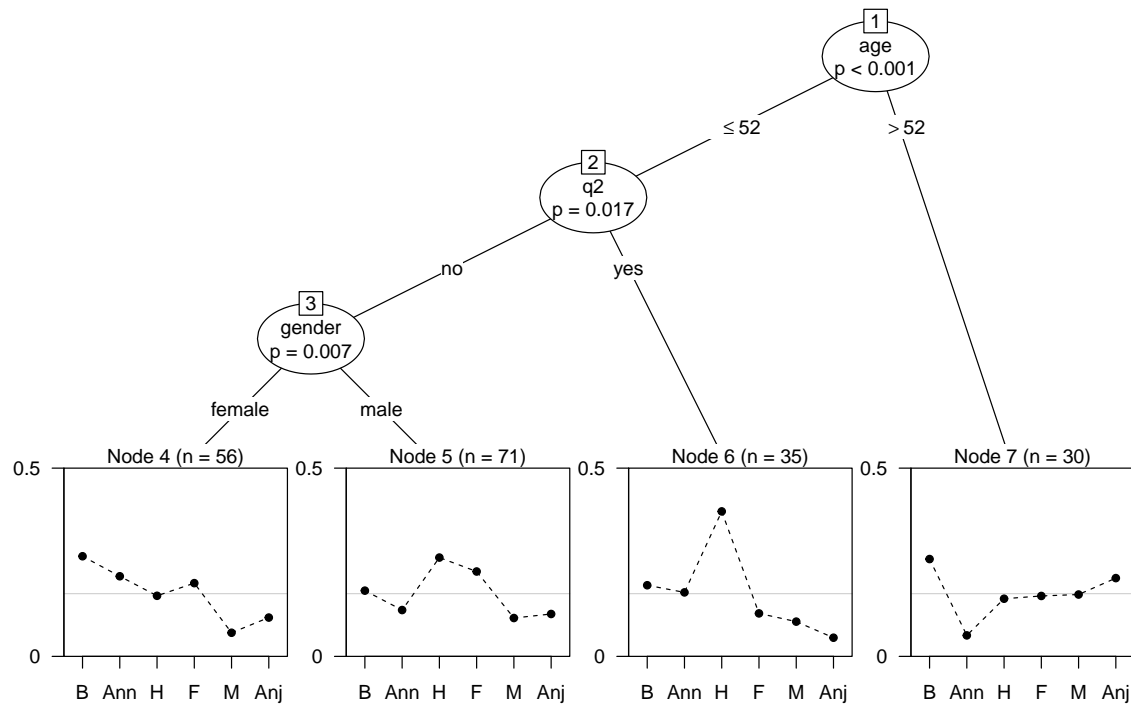 1
age
p < 0.001
≤ 52
> 52
2
q2
p = 0.017
no
yes
3
gender
p = 0.007
female
male
Node 4 (n = 56)
Node 5 (n = 71)
Node 6 (n = 35)
Node 7 (n = 30)
0.5
0.5
0.5
0.5
0
0
0
0
B Ann H F M Anj
B Ann H F M Anj
B Ann H F M Anj
B Ann H F M Anj